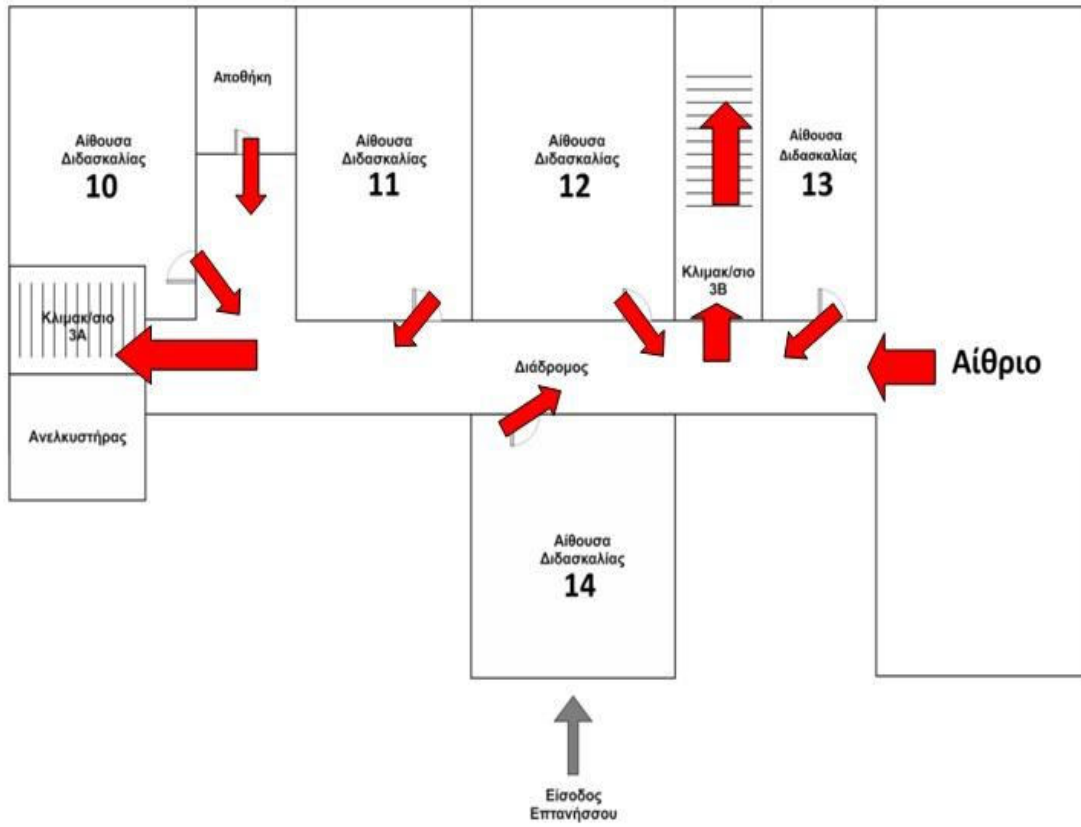 Αποθήκη
Αίθουσα
Διδασκαλίας
10
Αίθουσα
Διδασκαλίας
11
Αίθουσα
Διδασκαλίας
12
Αίθουσα
Διδασκαλίας
13
Κλιμακ/σιο
3Α
Κλιμακ/σιο
3Β
Διάδρομος
Αίθριο
Ανελκυστήρας
Αίθουσα
Διδασκαλίας
14
Είσοδος
Επτανήσσου